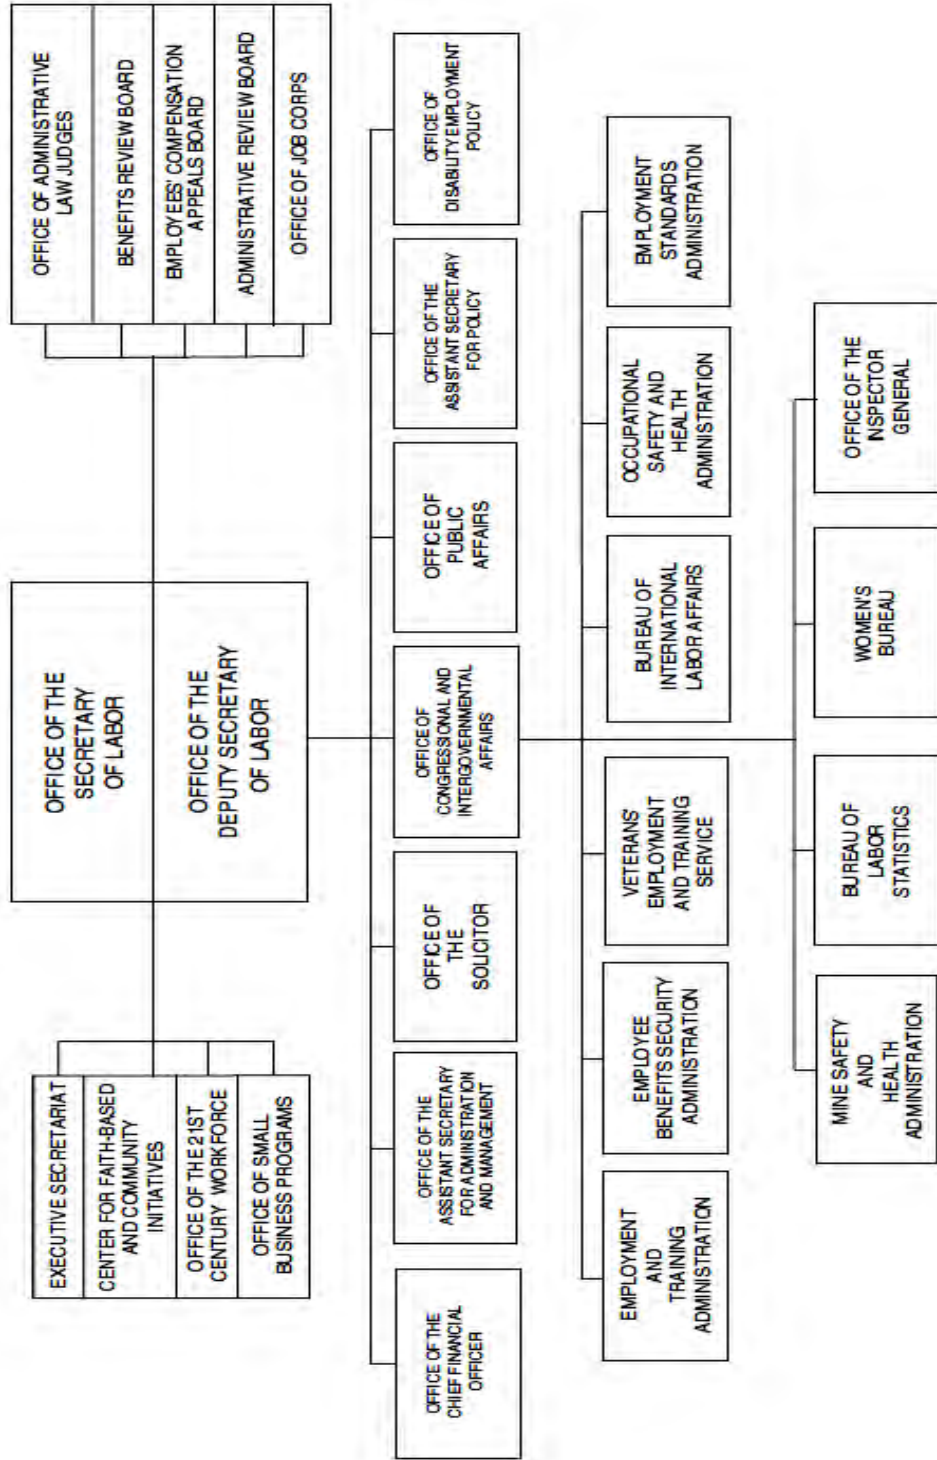 OFFICE OF THE
SECRETARY
OF LABOR
OFFICE OF THE
DEPUTY SECRETARY
OF LABOR
EXECUTIVE SECRETARIAT
CENTER FOR FAITH-BASED
AND COMMUNITY
INITIATIVES
OFFICE OF THE 21ST
CENTURY WORKFORCE
OFFICE OF SMALL
BUSINESS PROGRAMS
OFFICE OF ADMINISTRATIVE
LAW JUDGES
BENEFITS REVIEW BOARD
EMPLOYEES' COMPENSATION
APPEALS BOARD
ADMINISTRATIVE REVIEW BOARD
OFFICE OF JOB CORPS
OFFICE OF THE
CHIEF FINANCIAL
OFFICER
OFFICE OF THE
ASSISTANT SECRETARY
FOR ADMINISTRATION
AND MANAGEMENT
OFFICE OF
THE
SOLICITOR
OFFICE OF
CONGRESSIONAL AND
INTERGOVERNMENTAL
AFFAIRS
OFFICE OF
PUBLIC
AFFAIRS
OFFICE OF THE
ASSISTANT SECRETARY
FOR POLICY
OFFICE OF
DISABILITY EMPLOYMENT
POLICY
EMPLOYMENT
AND
TRAINING
ADMINISTRATION
EMPLOYEE
BENEFITS SECURITY
ADMINISTRATION
VETERANS'
EMPLOYMENT
AND TRAINING
SERVICE
BUREAU OF
INTERNATIONAL
LABOR AFFAIRS
OCCUPATIONAL
SAFETY AND
HEALTH
ADMINISTRATION
EMPLOYMENT
STANDARDS
ADMINISTRATION
MINE SAFETY
AND
HEALTH
ADMINISTRATION
BUREAU OF
LABOR
STATISTICS
WOMEN'S
BUREAU
OFFICE OF THE
INSPECTOR
GENERAL